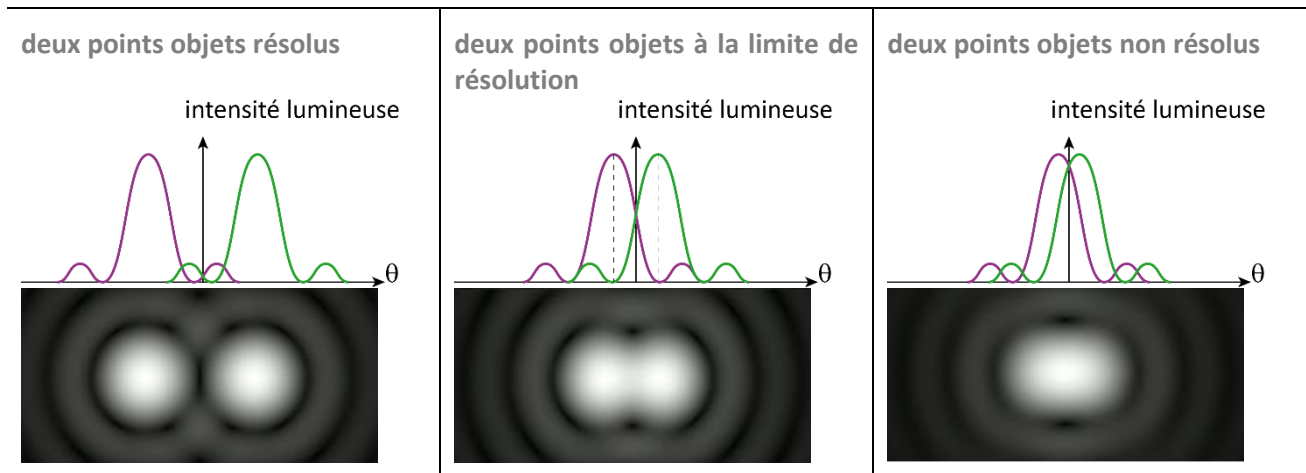 deux points objets résolus
intensité lumineuse
θ
deux points objets à la limite de
résolution
intensité lumineuse
θ
deux points objets non résolus
intensité lumineuse
θ